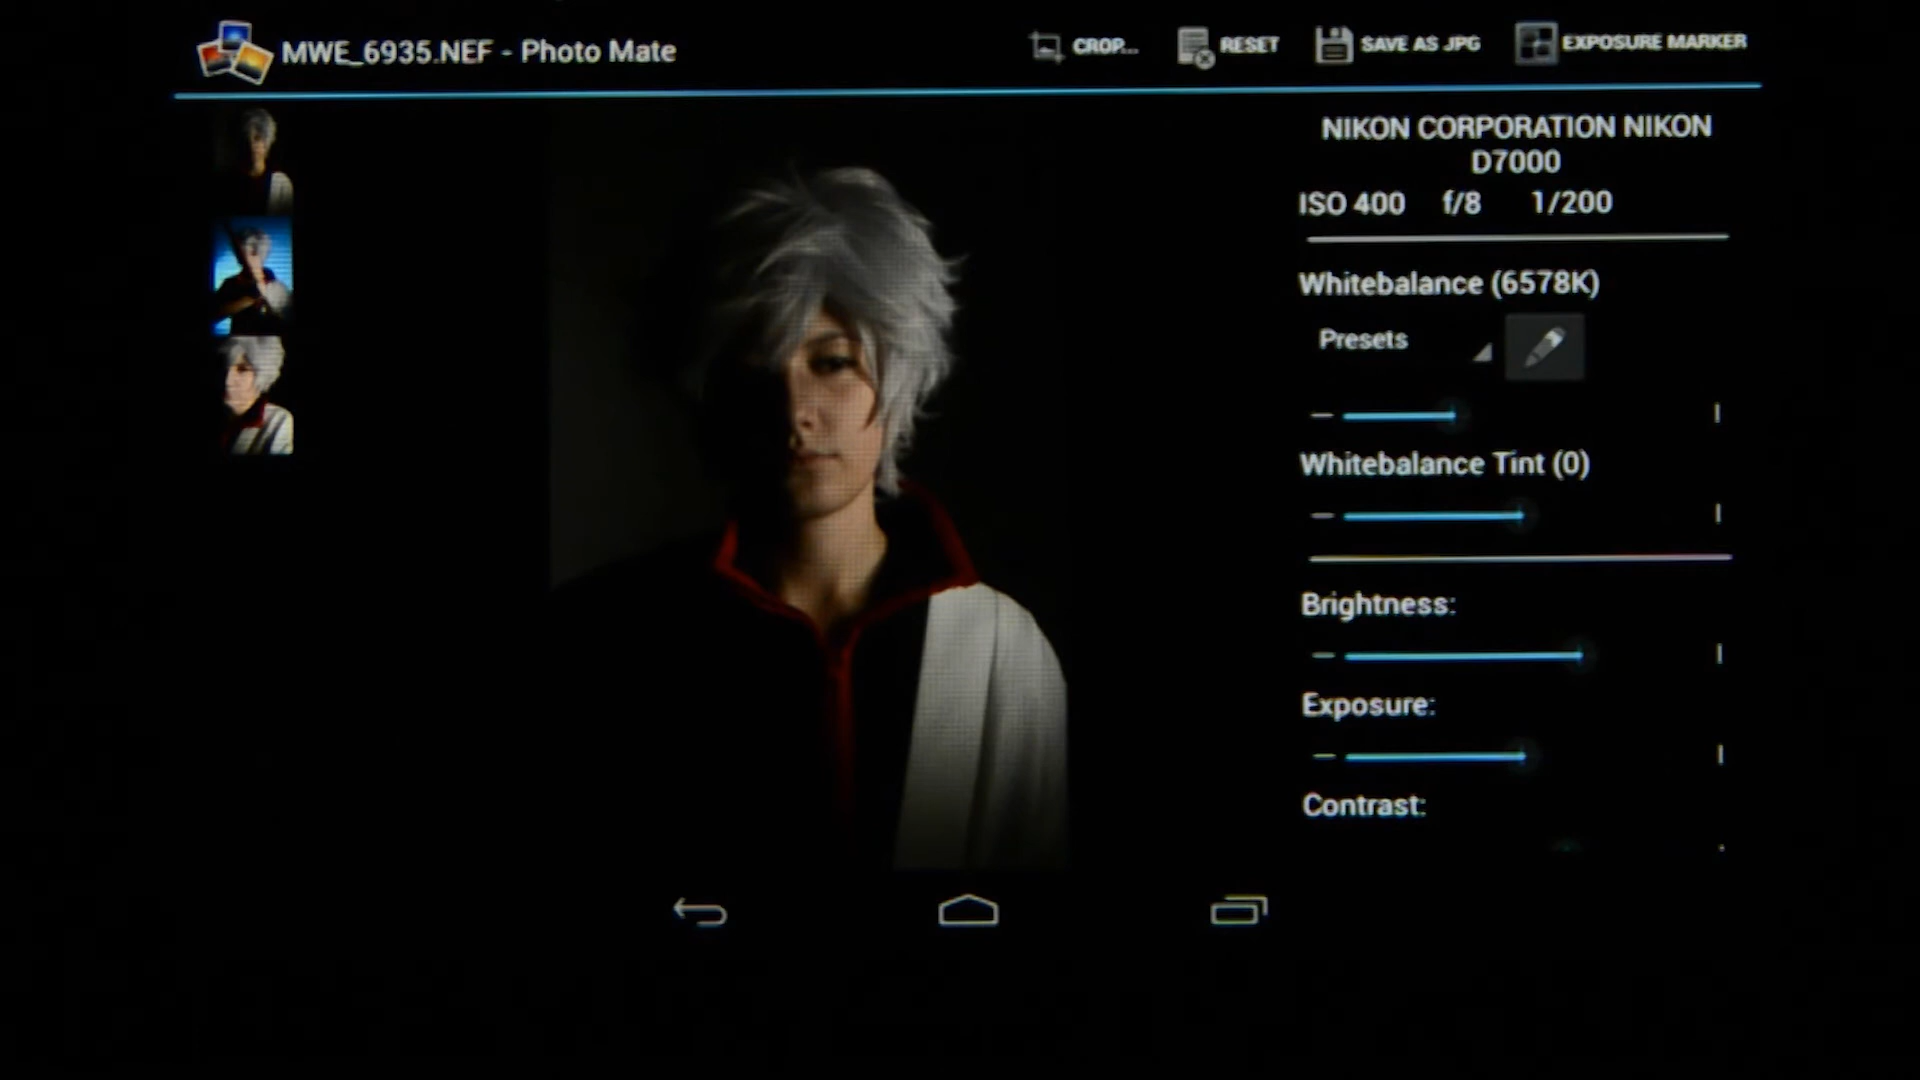 MWE_6935.NEF - Photo Mate
CROP...
RESET
SAVE AS JPG
EXPOSURE MARKER
NIKON CORPORATION NIKON
D7000
ISO 400 f/8 1/200
Whitebalance (6578K)
Presets
Whitebalance Tint (0)
Brightness:
Exposure:
Contrast: